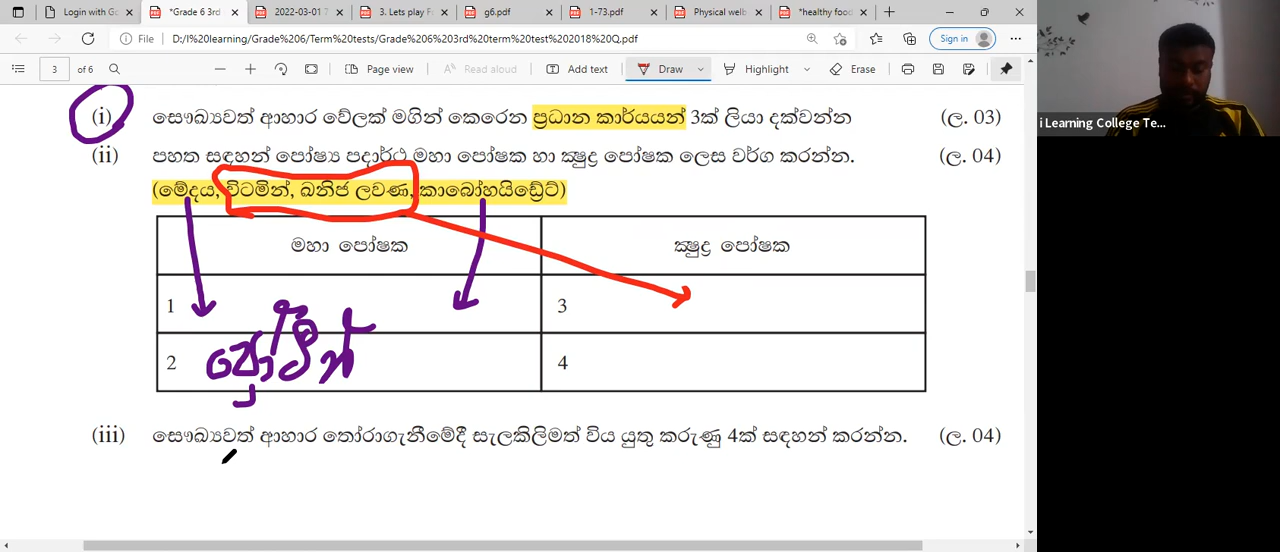 Login with Go
*Grade 6 3rd
2022-03-01 7
3. Lets play F
g6.pdf
1-73.pdf
Physical welb
*healthy food
File D:/I%20learning/Grade%206/Term%20tests/Grade%206%203rd%20term%20test%202018%20Q.pdf
Sign in
3 of 6
Page view
Read aloud
Add text
Draw
Highlight
Erase
(i) සෞඛ්‍යවත් ආහාර වේලක් මගින් කෙරෙන ප්‍රධාන කාර්යයන් 3ක් ලියා දක්වන්න (ල. 03)
(ii) පහත සඳහන් පෝෂ්‍ය පදාර්ථ මහා පෝෂක හා ක්‍ෂුද්‍ර පෝෂක ලෙස වර්ග කරන්න. (ල. 04)
(මේදය, විටමින්, ඛනිජ ලවණ, කාබෝහයිඩ්‍රේට්)
මහා පෝෂක ක්‍ෂුද්‍ර පෝෂක
1 3
2 ප්‍රෝටීන් 4
(iii) සෞඛ්‍යවත් ආහාර තෝරාගැනීමේදී සැලකිලිමත් විය යුතු කරුණු 4ක් සඳහන් කරන්න. (ල. 04)
i Learning College Te...